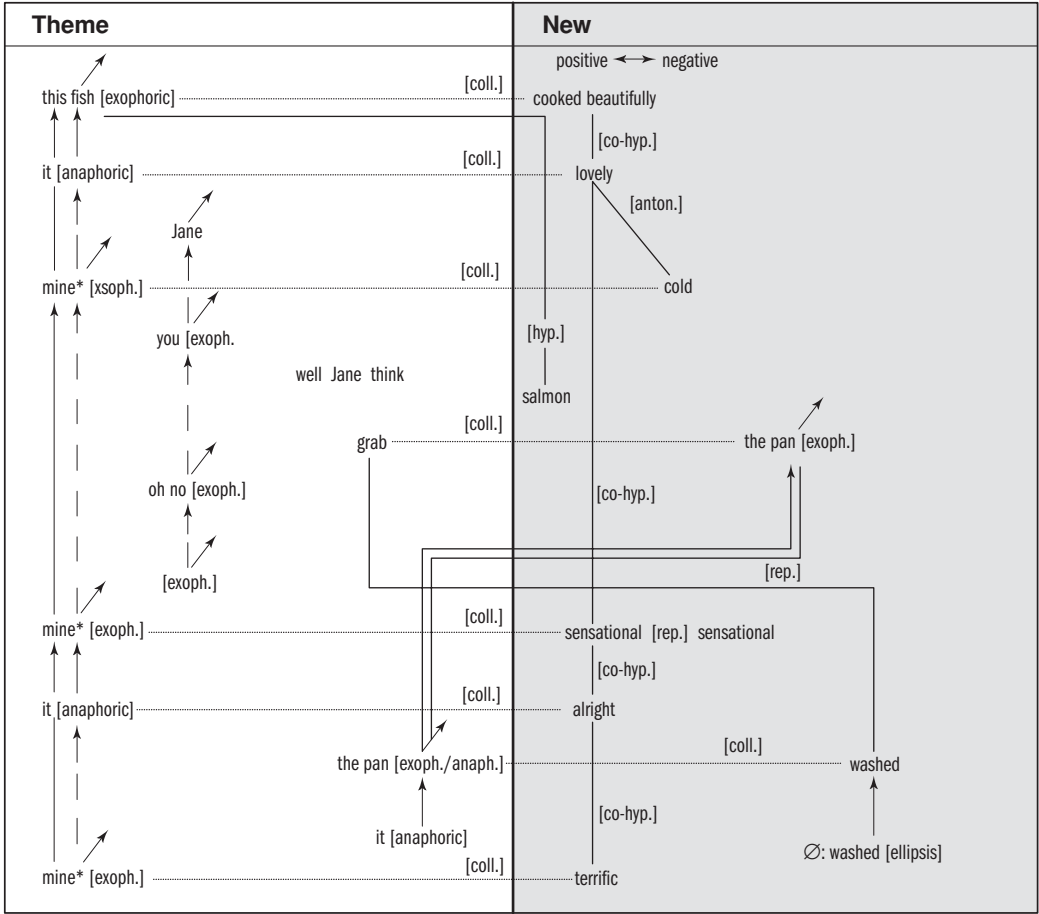 Theme New
positive negative
[coll.]
this fish [exophoric] cooked beautifully
[co-hyp.]
[coll.]
it [anaphoric] lovely
[anton.]
Jane
[coll.]
mine* [xsoph.] cold
[hyp.]
you [exoph.
well Jane think
salmon
[coll.]
grab the pan [exoph.]
oh no [exoph.] [co-hyp.]
[rep.]
[exoph.]
[coll.]
mine* [exoph.] sensational [rep.] sensational
[co-hyp.]
[coll.]
it [anaphoric] alright
[coll.]
the pan [exoph./anaph.] washed
[co-hyp.]
it [anaphoric]
∅: washed [ellipsis]
[coll.]
mine* [exoph.] terrific